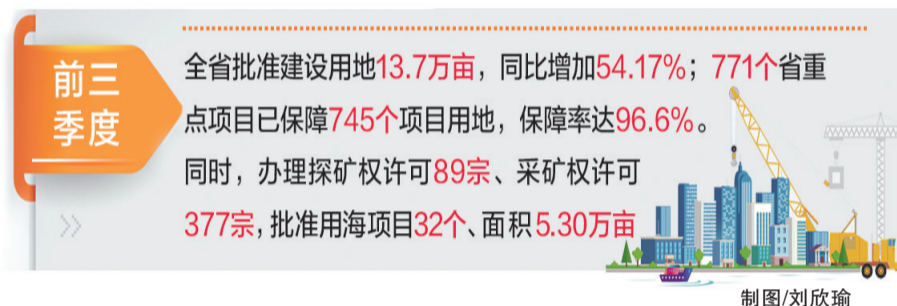 前三
季度
全省批准建设用地13.7万亩，同比增加54.17%；771个省重
点项目已保障745个项目用地，保障率达96.6%。
同时，办理探矿权许可89宗、采矿权许可
377宗，批准用海项目32个、面积5.30万亩
制图/刘欣瑜